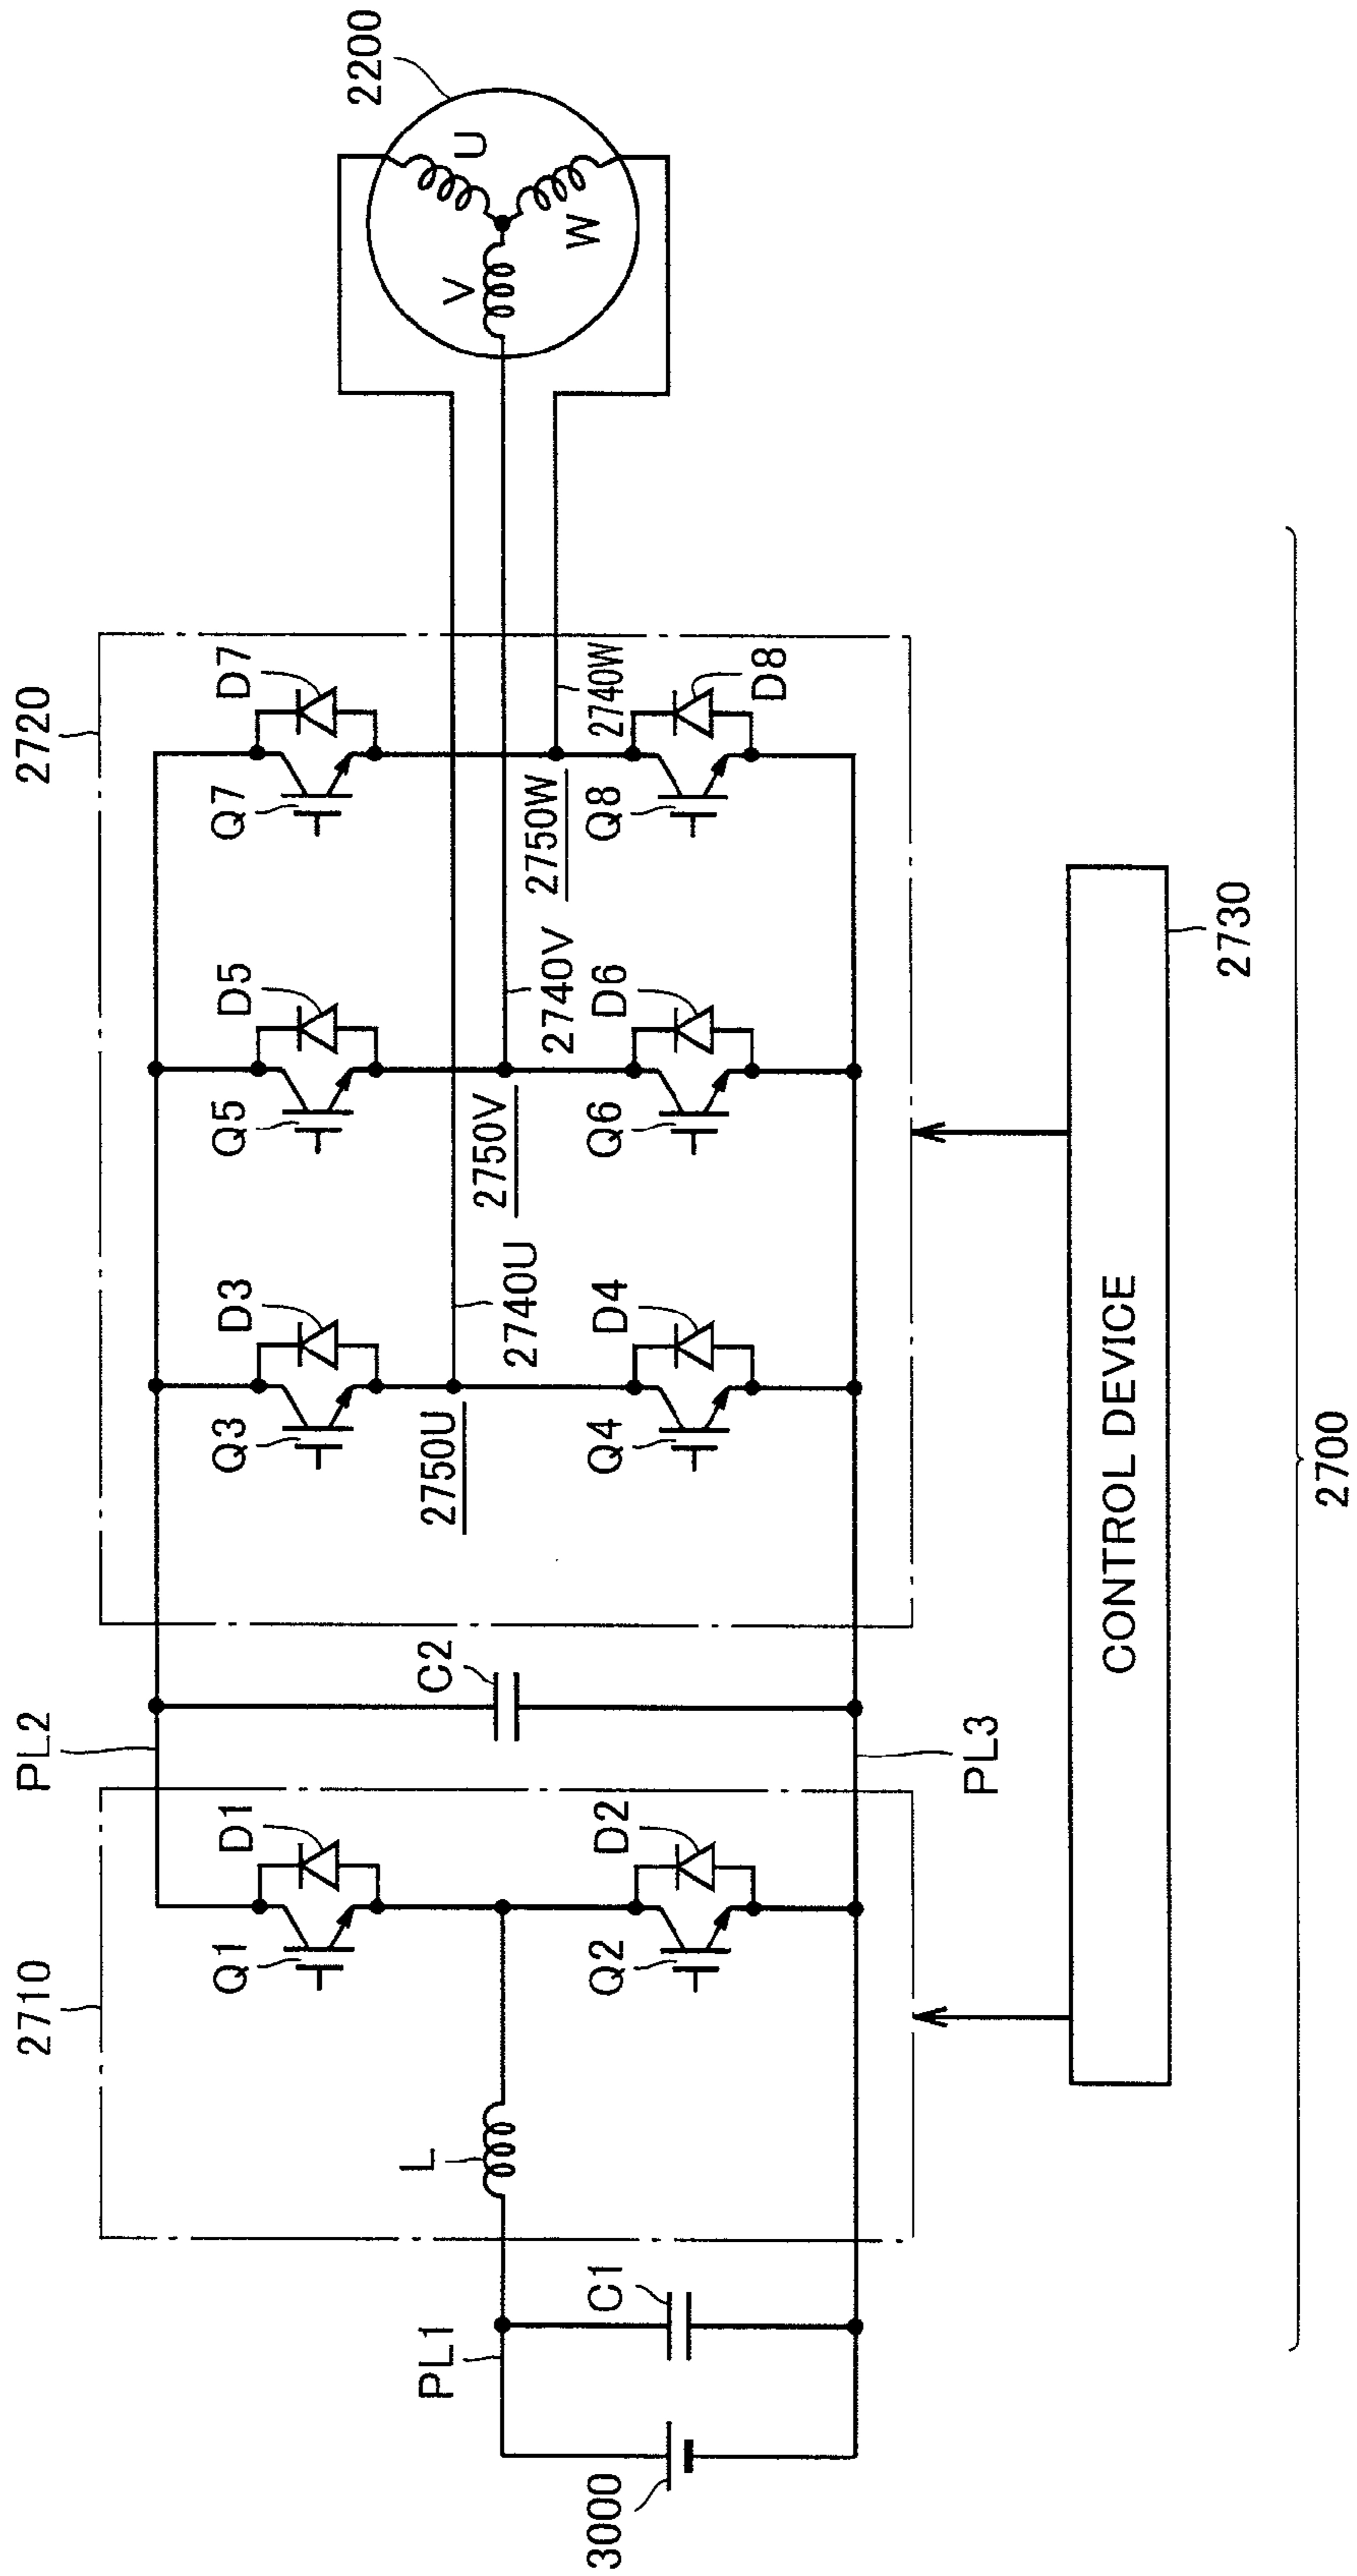 2710
PL2
2720
Q1
D1
Q3
D3
Q5
D5
Q7
D7
2200
PL1
L
C2
2750U
2740U
2750V
2740V
2750W
2740W
U
V
W
3000
C1
Q2
D2
Q4
D4
Q6
D6
Q8
D8
PL3
CONTROL DEVICE
2730
2700